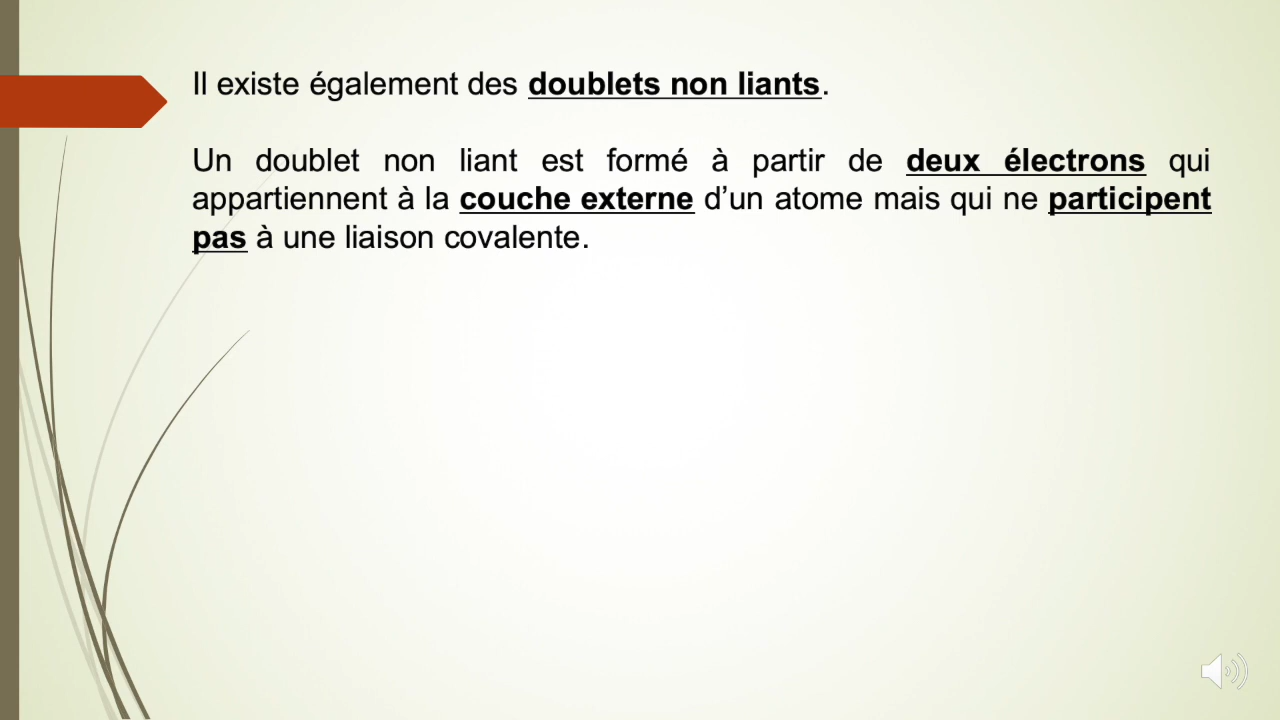 Il existe également des doublets non liants.
Un doublet non liant est formé à partir de deux électrons qui
appartiennent à la couche externe d’un atome mais qui ne participent
pas à une liaison covalente.